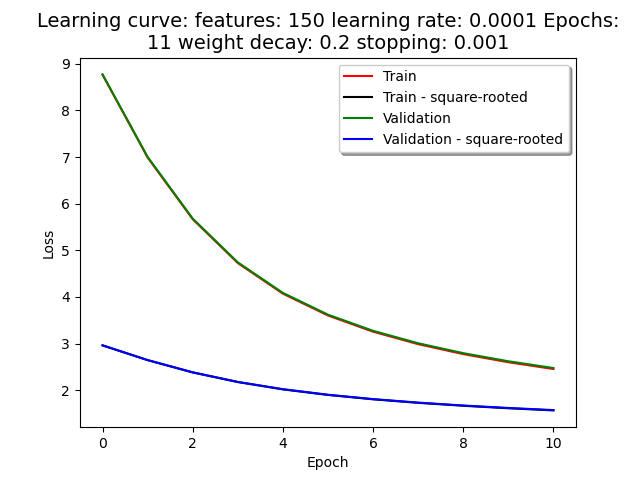 Learning curve: features: 150 learning rate: 0.0001 Epochs:
11 weight decay: 0.2 stopping: 0.001
Train
Train - square-rooted
Validation
Validation - square-rooted
Loss
9
8
7
6
5
4
3
2
0
2
4
6
8
10
Epoch